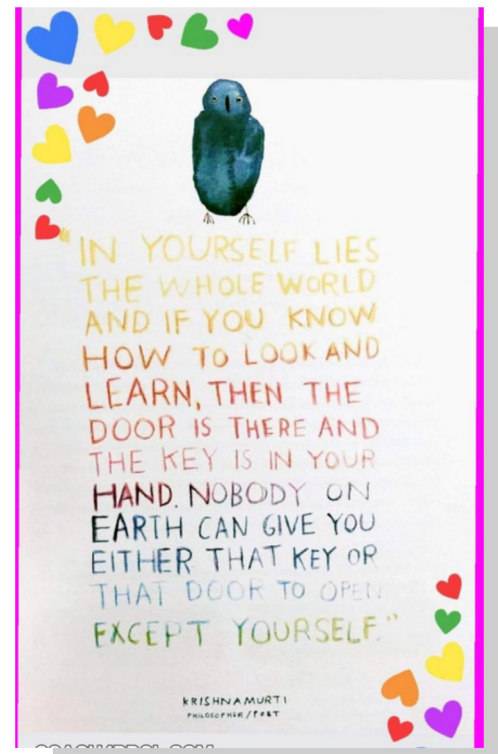 "IN YOURSELF LIES
THE WHOLE WORLD
AND IF YOU KNOW
HOW TO LOOK AND
LEARN, THEN THE
DOOR IS THERE AND
THE KEY IS IN YOUR
HAND. NOBODY ON
EARTH CAN GIVE YOU
EITHER THAT KEY OR
THAT DOOR TO OPEN
EXCEPT YOURSELF."
KRISHNAMURTI
PHILOSOPHER/POET